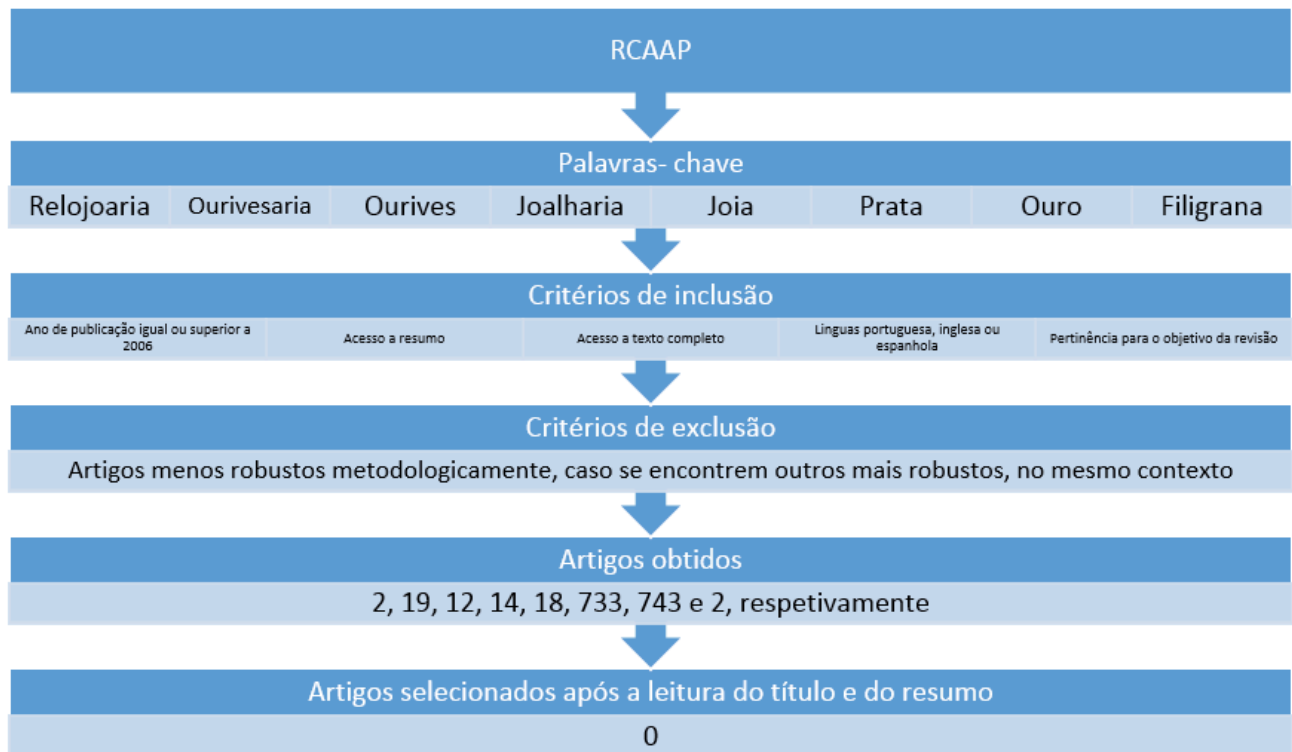 RCAAP
Palavras- chave
Relojoaria
Ourivesaria
Ourives
Joalharia
Joia
Prata
Ouro
Filigrana
Critérios de inclusão
Ano de publicação igual ou superior a
2006
Acesso a resumo
Acesso a texto completo
Linguas portuguesa, inglesa ou
espanhola
Pertinência para o objetivo da revisão
Critérios de exclusão
Artigos menos robustos metodologicamente, caso se encontrem outros mais robustos, no mesmo contexto
Artigos obtidos
2, 19, 12, 14, 18, 733, 743 e 2, respetivamente
Artigos selecionados após a leitura do título e do resumo
0